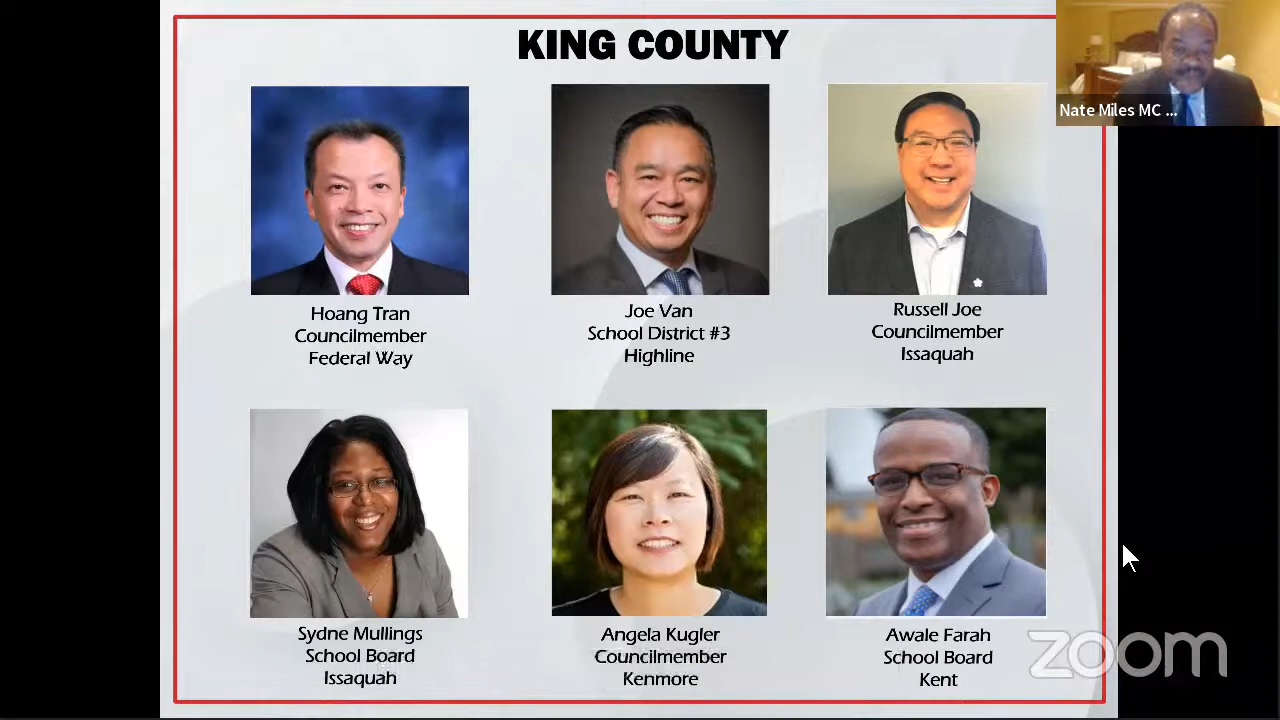 KING COUNTY
Nate Miles MC ...
Hoang Tran
Councilmember
Federal Way
Joe Van
School District #3
Highline
Russell Joe
Councilmember
Issaquah
Sydne Mullings
School Board
Issaquah
Angela Kugler
Councilmember
Kenmore
Awale Farah
School Board
Kent
zoom